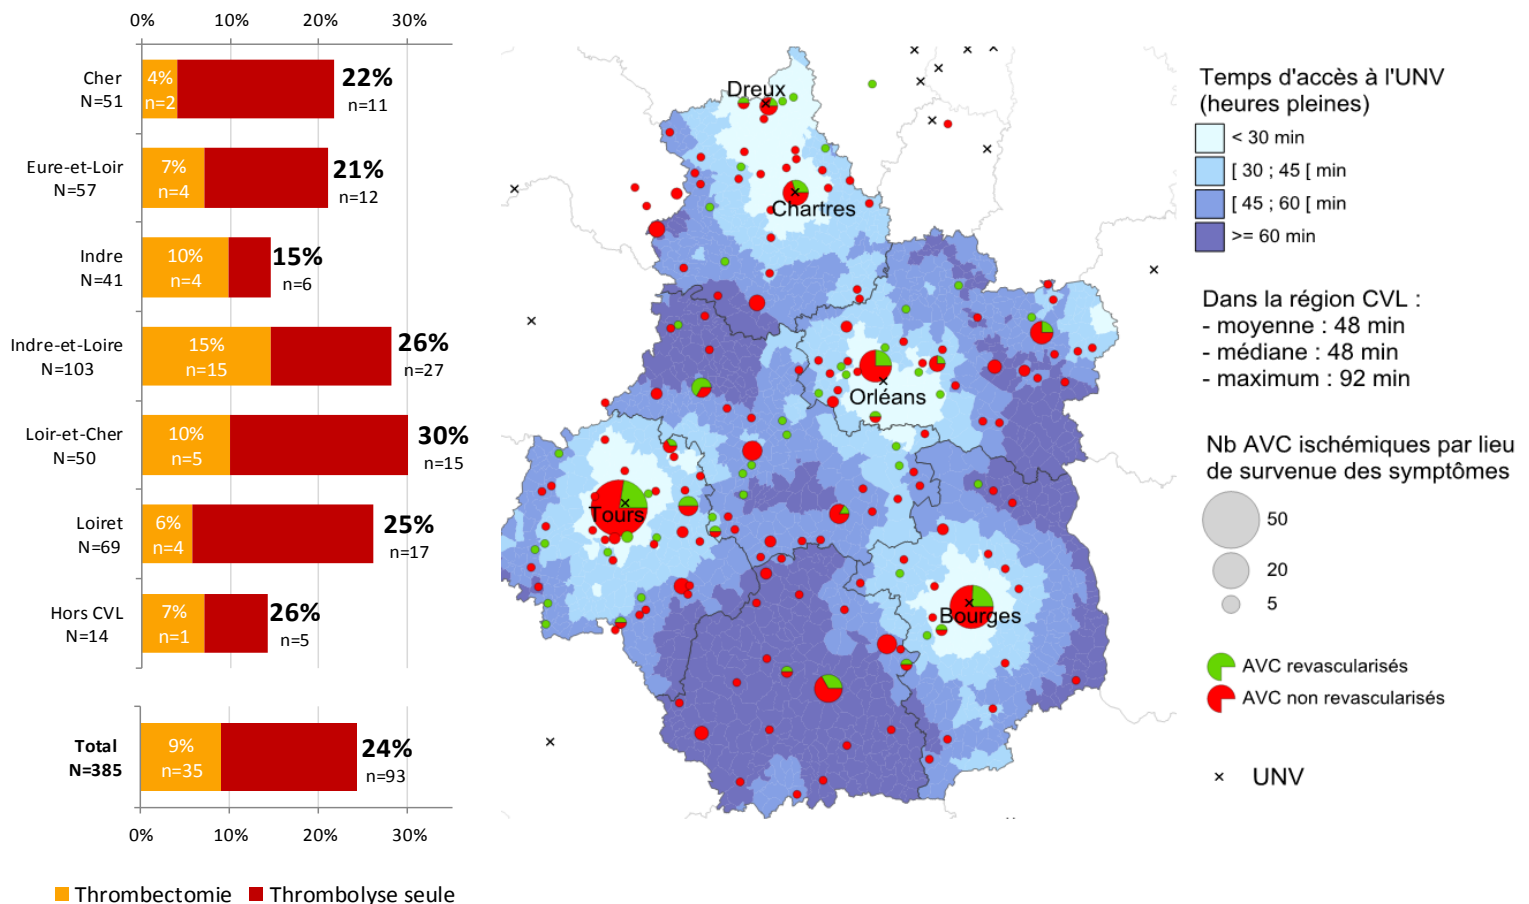 0%
10%
20%
30%
Cher
N=51
4%
n=2
22%
n=11
Eure-et-Loir
N=57
7%
n=4
21%
n=12
Indre
N=41
10%
n=4
15%
n=6
Indre-et-Loire
N=103
15%
n=15
26%
n=27
Loir-et-Cher
N=50
10%
n=5
30%
n=15
Loiret
N=69
6%
n=4
25%
n=17
Hors CVL
N=14
7%
n=1
26%
n=5
Total
N=385
9%
n=35
24%
n=93
0%
10%
20%
30%
Thrombectomie
Thrombolyse seule
Dreux
Chartres
Orléans
Tours
Bourges
Temps d'accès à l'UNV
(heures pleines)
< 30 min
[ 30 ; 45 [ min
[ 45 ; 60 [ min
>= 60 min
Dans la région CVL :
- moyenne : 48 min
- médiane : 48 min
- maximum : 92 min
Nb AVC ischémiques par lieu
de survenue des symptômes
50
20
5
AVC revascularisés
AVC non revascularisés
UNV